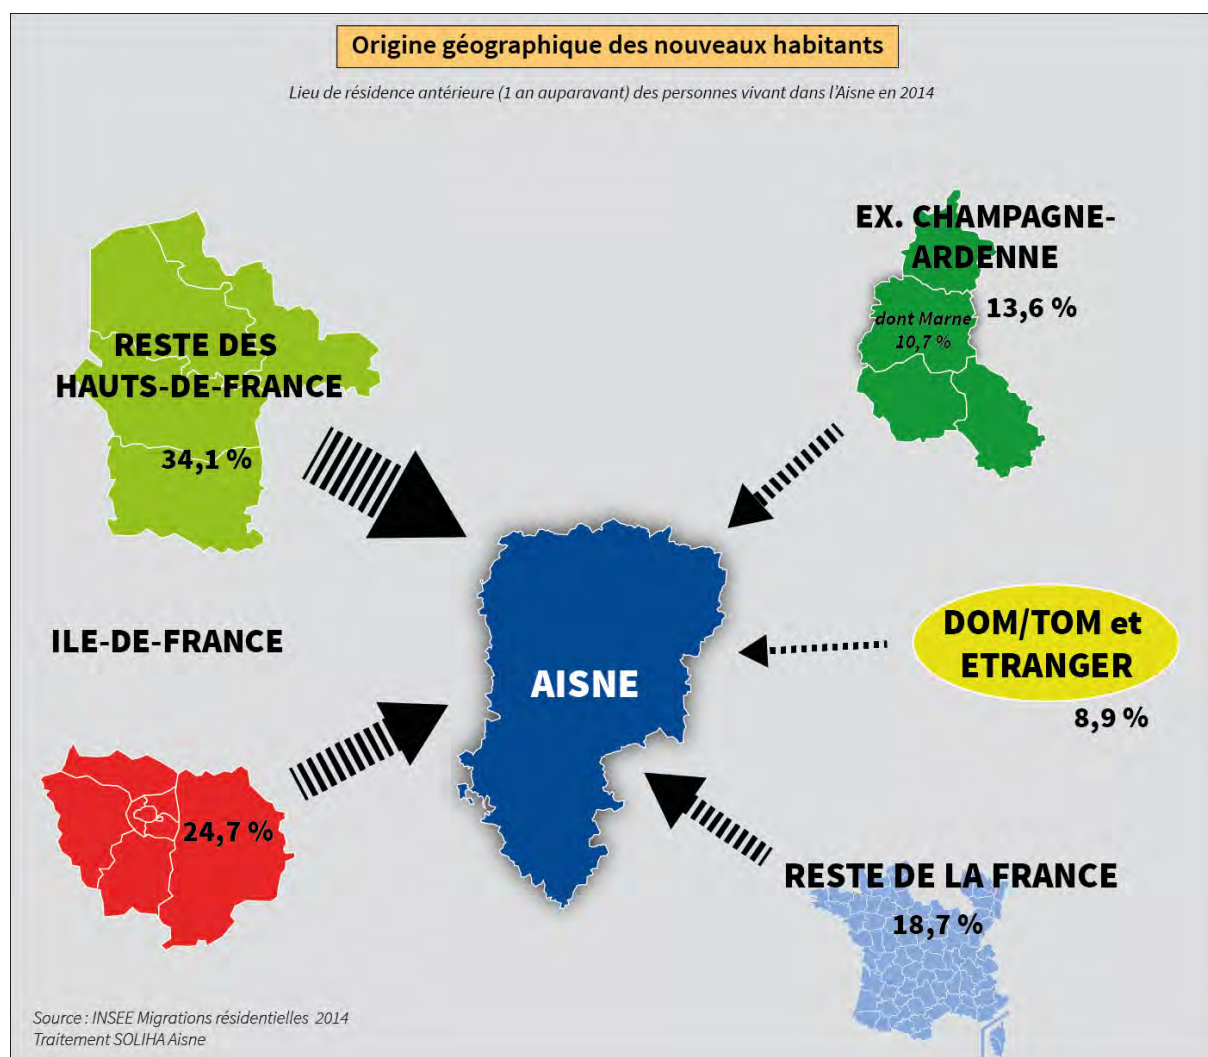 Origine géographique des nouveaux habitants
Lieu de résidence antérieure (1 an auparavant) des personnes vivant dans l'Aisne en 2014
RESTE DES
HAUTS-DE-FRANCE
34,1 %
EX. CHAMPAGNE-
ARDENNE
13,6 %
dont Marne
10,7 %
ILE-DE-FRANCE
24,7 %
AISNE
DOM/TOM et
ETRANGER
8,9 %
RESTE DE LA FRANCE
18,7 %
Source : INSEE Migrations résidentielles 2014
Traitement SOLIHA Aisne